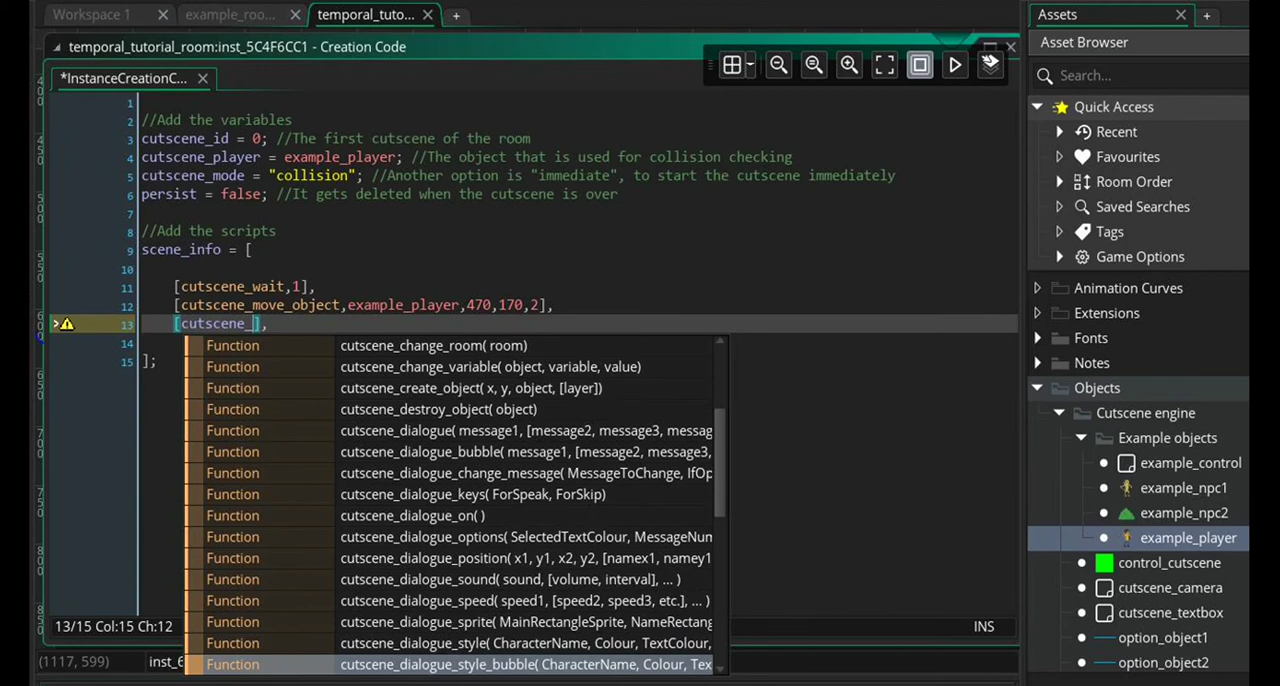 Workspace 1
example_roo...
temporal_tuto...
temporal_tutorial_room:inst_5C4F6CC1 - Creation Code
*InstanceCreationC...
1
2 //Add the variables
3 cutscene_id = 0; //The first cutscene of the room
4 cutscene_player = example_player; //The object that is used for collision checking
5 cutscene_mode = "collision"; //Another option is "immediate", to start the cutscene immediately
6 persist = false; //It gets deleted when the cutscene is over
7
8 //Add the scripts
9 scene_info = [
10
11 [cutscene_wait,1],
12 [cutscene_move_object,example_player,470,170,2],
13 [cutscene_],
14
15 ];
Function cutscene_change_room( room)
Function cutscene_change_variable( object, variable, value)
Function cutscene_create_object( x, y, object, [layer])
Function cutscene_destroy_object( object)
Function cutscene_dialogue( message1, [message2, message3, messag
Function cutscene_dialogue_bubble( message1, [message2, message3,
Function cutscene_dialogue_change_message( MessageToChange, IfOp
Function cutscene_dialogue_keys( ForSpeak, ForSkip)
Function cutscene_dialogue_on( )
Function cutscene_dialogue_options( SelectedTextColour, MessageNum
Function cutscene_dialogue_position( x1, y1, x2, y2, [namex1, namey1
Function cutscene_dialogue_sound( sound, [volume, interval], ... )
Function cutscene_dialogue_speed( speed1, [speed2, speed3, etc.], ... )
Function cutscene_dialogue_sprite( MainRectangleSprite, NameRectang
Function cutscene_dialogue_style( CharacterName, Colour, TextColour,
Function cutscene_dialogue_style_bubble( CharacterName, Colour, Tex
13/15 Col:15 Ch:12
INS
(1117, 599)
Assets
Asset Browser
Search...
Quick Access
Recent
Favourites
Room Order
Saved Searches
Tags
Game Options
Animation Curves
Extensions
Fonts
Notes
Objects
Cutscene engine
Example objects
example_control
example_npc1
example_npc2
example_player
control_cutscene
cutscene_camera
cutscene_textbox
option_object1
option_object2